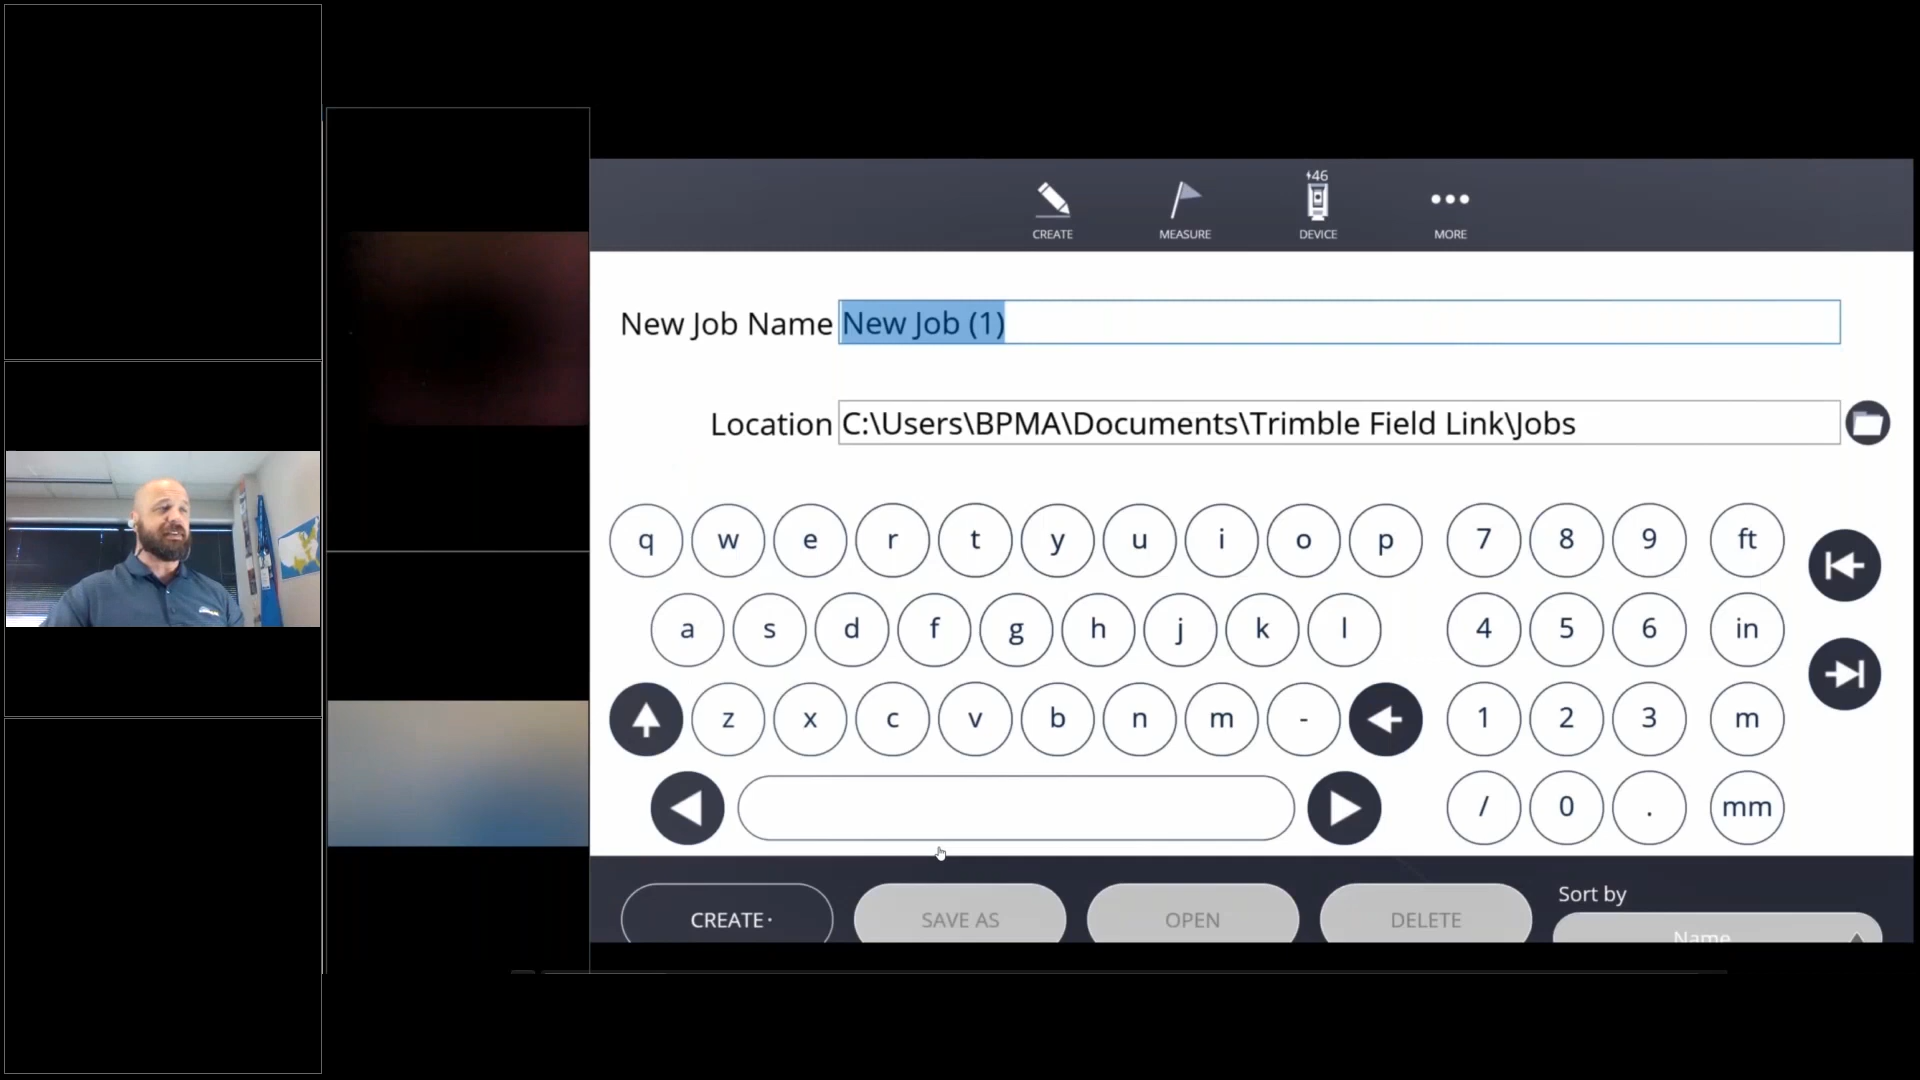 46
CREATE MEASURE DEVICE MORE
New Job Name New Job (1)
Location C:\Users\BPMA\Documents\Trimble Field Link\Jobs
q w e r t y u i o p 7 8 9 ft
a s d f g h j k l 4 5 6 in
z x c v b n m - 1 2 3 m
/ 0 . mm
Sort by
CREATE SAVE AS OPEN DELETE
Name